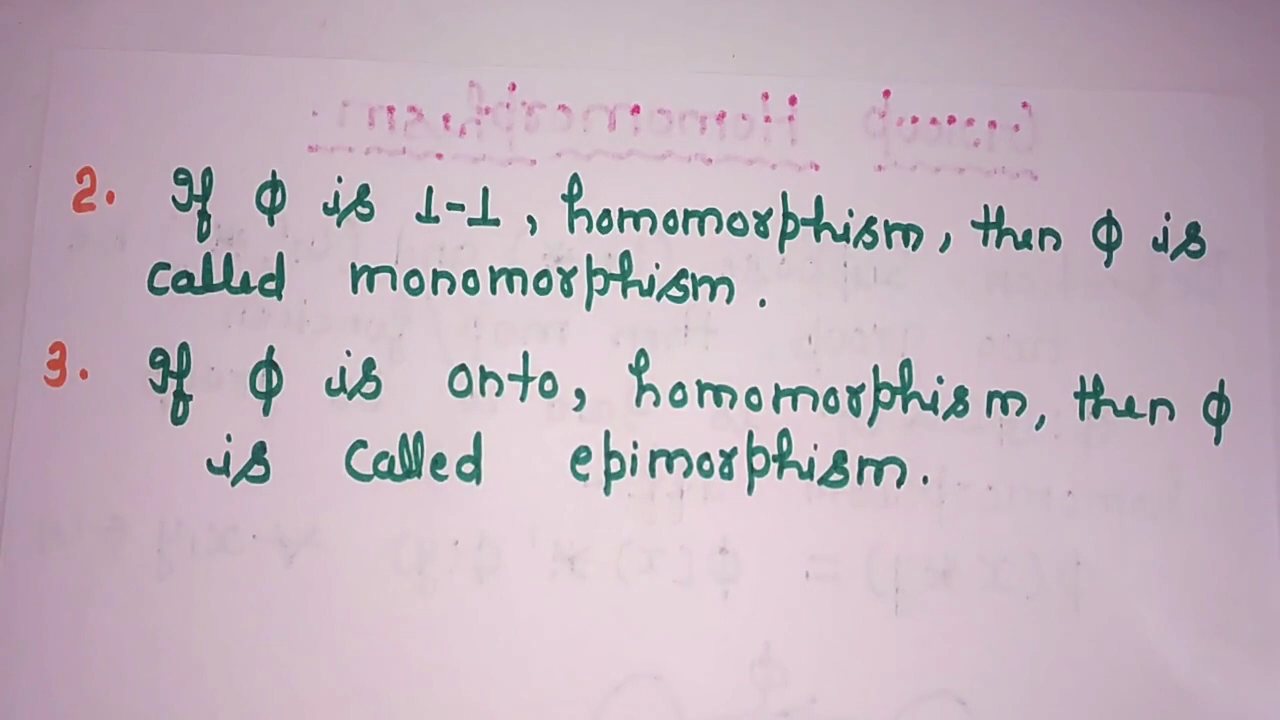 2. If ϕ is 1-1, homomorphism, then ϕ is
called monomorphism.
3. If ϕ is onto, homomorphism, then ϕ
is called epimorphism.